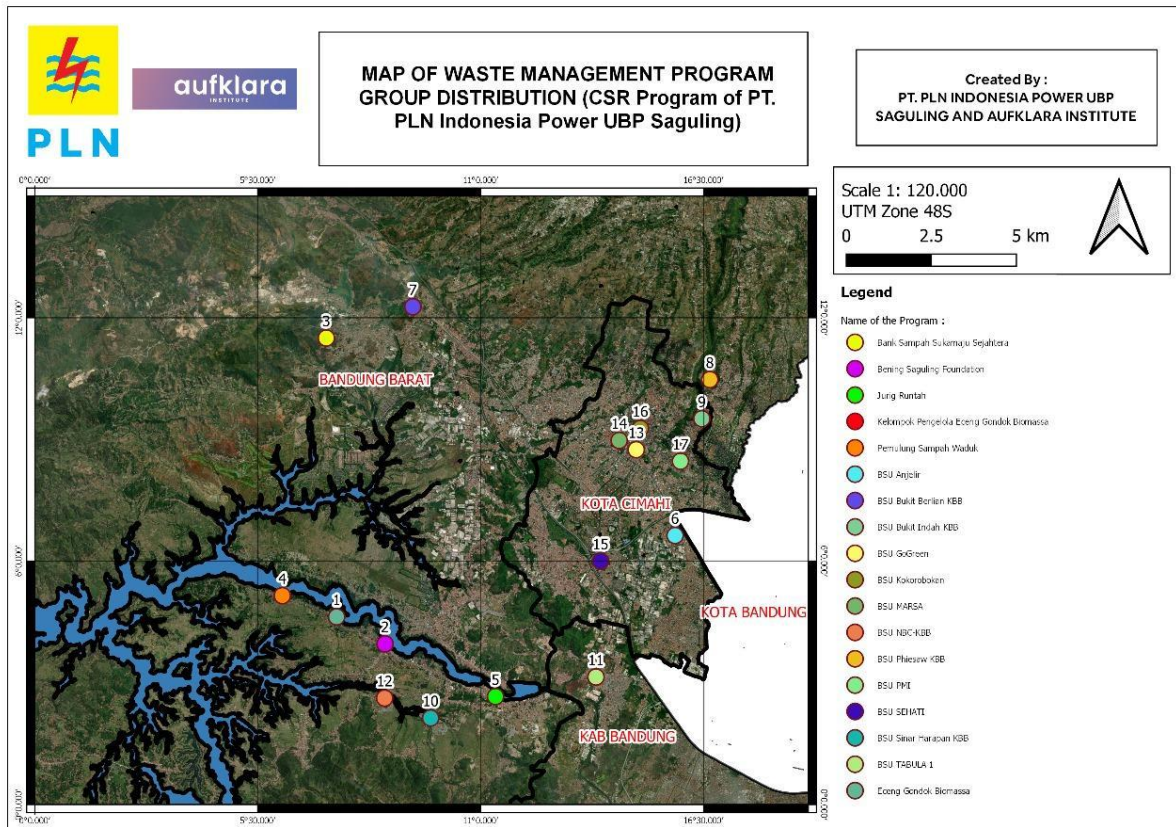 PLN
aufklara
INSTITUTE
MAP OF WASTE MANAGEMENT PROGRAM
GROUP DISTRIBUTION (CSR Program of PT.
PLN Indonesia Power UBP Saguling)
Created By :
PT. PLN INDONESIA POWER UBP
SAGULING AND AUFKLARA INSTITUTE
Scale 1: 120.000
UTM Zone 48S
0 2.5 5 km
Legend
Name of the Program :
Bank Sampah Sukamaju Sejahtera
Bening Saguling Foundation
Jurig Runtah
Kelompok Pengelola Eceng Gondok Biomassa
Pemulung Sampah Waduk
BSU Anjelir
BSU Bukit Berlian KBB
BSU Bukit Indah KBB
BSU GoGreen
BSU Kokorobokan
BSU MARSA
BSU NBC-KBB
BSU Phiesaw KBB
BSU PMI
BSU SEHATI
BSU Sinar Harapan KBB
BSU TABULA 1
Eceng Gondok Biomassa
0°0.000'
5°30.000'
11°0.000'
16°30.000'
12°0.000'
12°0.000'
6°0.000'
6°0.000'
0°0.000'
0°0.000'
7
3
BANDUNG BARAT
8
9
16
14
13
17
KOTA CIMAHI
6
15
4
1
KOTA BANDUNG
2
11
5
12
10
KAB BANDUNG
0°0.000'
5°30.000'
11°0.000'
16°30.000'